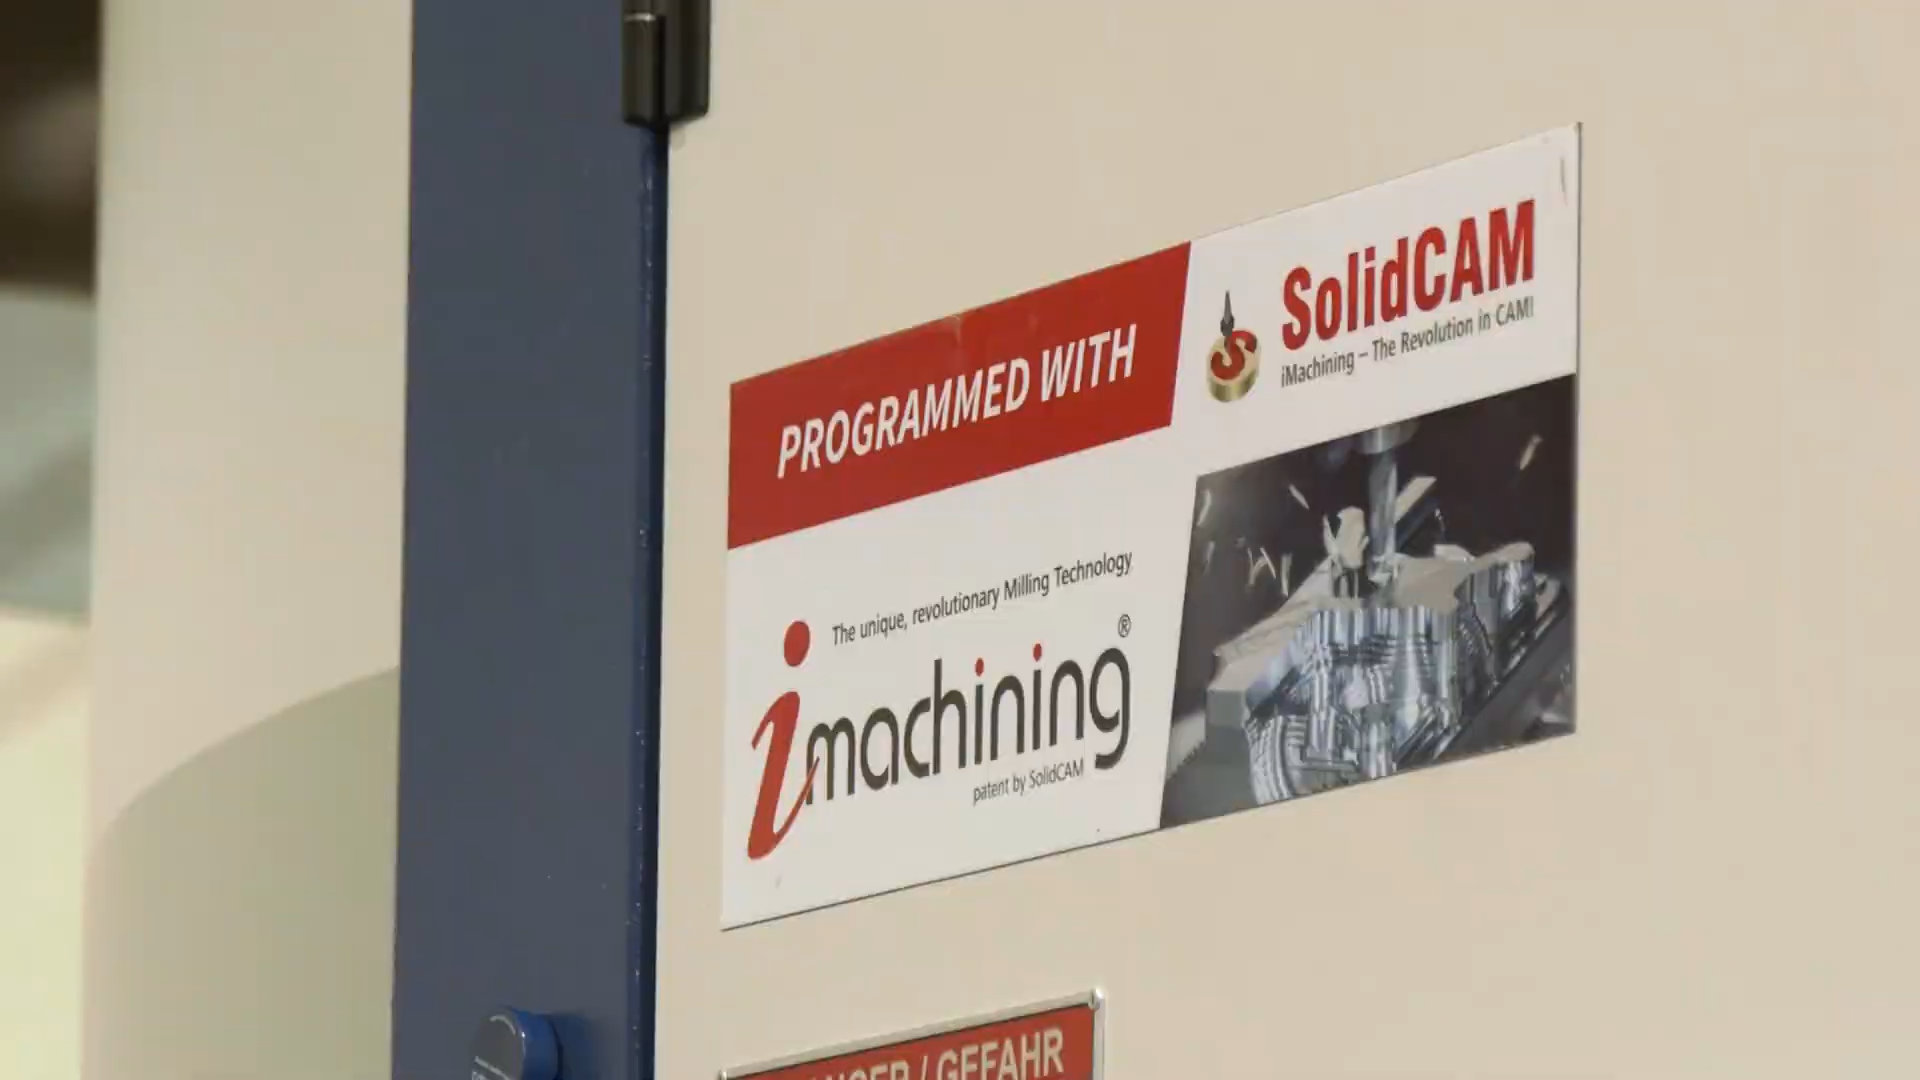 PROGRAMMED WITH
SolidCAM
iMachining – The Revolution in CAM!
The unique, revolutionary Milling Technology
imachining®
patent by SolidCAM
/ GEFAHR